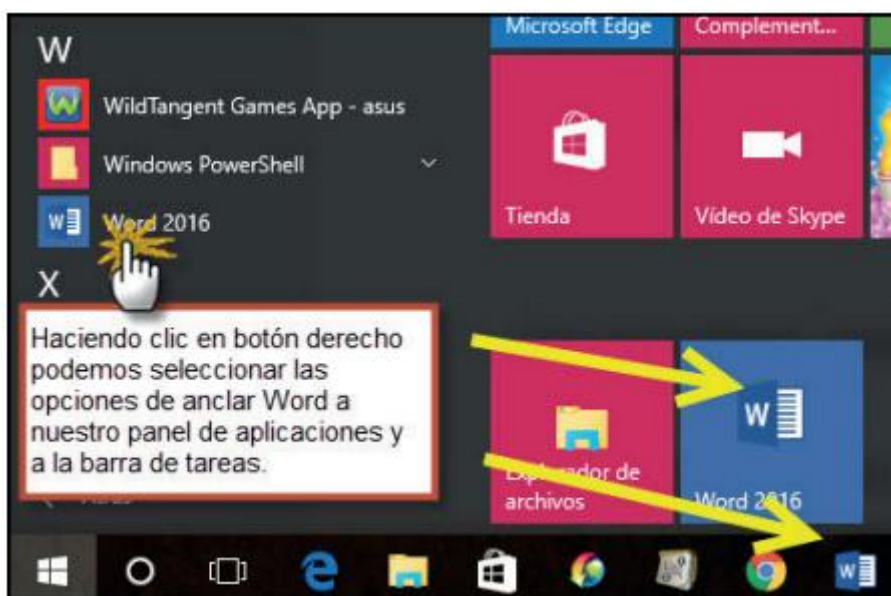 W
WildTangent Games App - asus
Windows PowerShell
Word 2016
X
Haciendo clic en botón derecho
podemos seleccionar las
opciones de anclar Word a
nuestro panel de aplicaciones y
a la barra de tareas.
Microsoft Edge
Complement...
Tienda
Vídeo de Skype
Explorador de
archivos
Word 2016